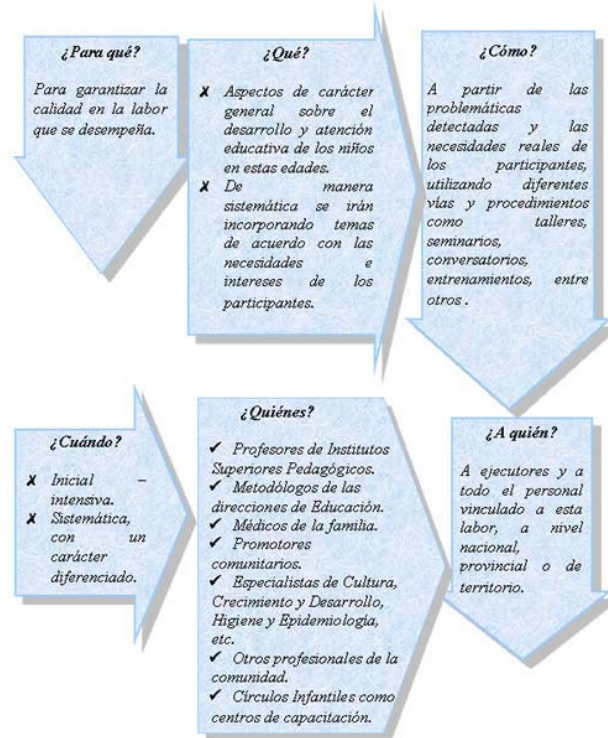 ¿Para qué?
Para garantizar la
calidad en la labor
que se desempeña.
¿Qué?
✗ Aspectos de carácter
general sobre el
desarrollo y atención
educativa de los niños
en estas edades.
✗ De manera
sistemática se irán
incorporando temas
de acuerdo con las
necesidades e
intereses de los
participantes.
¿Cómo?
A partir de las
problemáticas
detectadas y las
necesidades reales de
los participantes,
utilizando diferentes
vías y procedimientos
como talleres,
seminarios,
conversatorios,
entrenamientos, entre
otros .
¿Cuándo?
✗ Inicial –
intensiva.
✗ Sistemática,
con un
carácter
diferenciado.
¿Quiénes?
✓ Profesores de Institutos
Superiores Pedagógicos.
✓ Metodólogos de las
direcciones de Educación.
✓ Médicos de la familia.
✓ Promotores
comunitarios.
✓ Especialistas de Cultura,
Crecimiento y Desarrollo,
Higiene y Epidemiología,
etc.
✓ Otros profesionales de la
comunidad.
✓ Círculos Infantiles como
centros de capacitación.
¿A quién?
A ejecutores y a
todo el personal
vinculado a esta
labor, a nivel
nacional,
provincial o de
territorio.